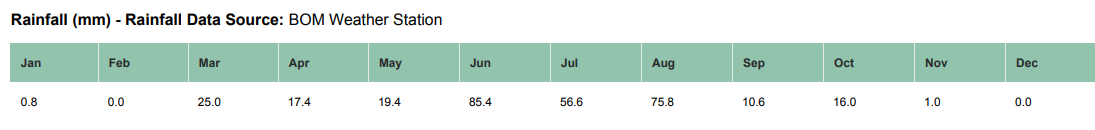 Rainfall (mm) - Rainfall Data Source: BOM Weather Station
Jan Feb Mar Apr May Jun Jul Aug Sep Oct Nov Dec
0.8 0.0 25.0 17.4 19.4 85.4 56.6 75.8 10.6 16.0 1.0 0.0